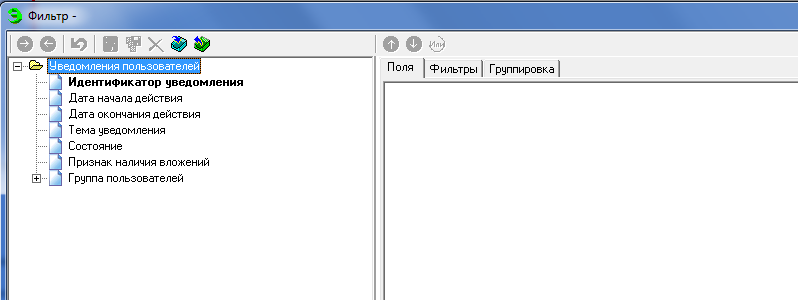 Фильтр -
Или
Уведомления пользователей
Поля Фильтры Группировка
Идентификатор уведомления
Дата начала действия
Дата окончания действия
Тема уведомления
Состояние
Признак наличия вложений
Группа пользователей